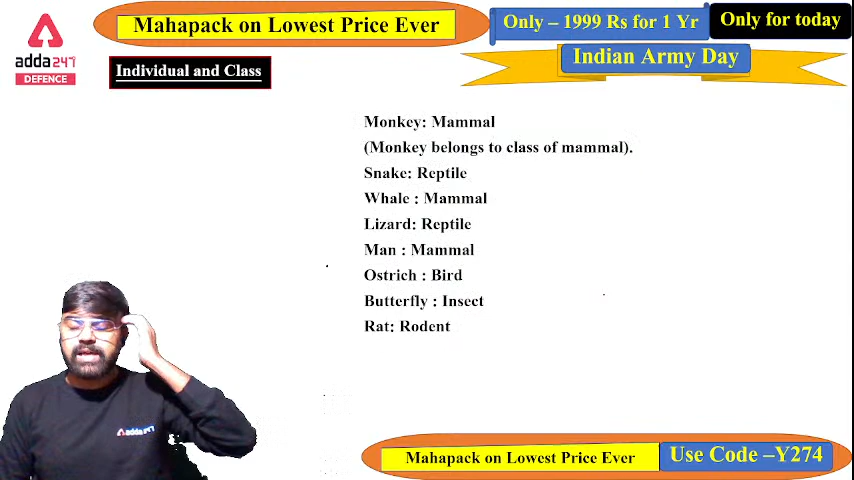 Mahapack on Lowest Price Ever
Only – 1999 Rs for 1 Yr
Only for today
adda247
DEFENCE
Individual and Class
Indian Army Day
Monkey: Mammal
(Monkey belongs to class of mammal).
Snake: Reptile
Whale : Mammal
Lizard: Reptile
Man : Mammal
Ostrich : Bird
Butterfly : Insect
Rat: Rodent
adda247
Mahapack on Lowest Price Ever
Use Code –Y274